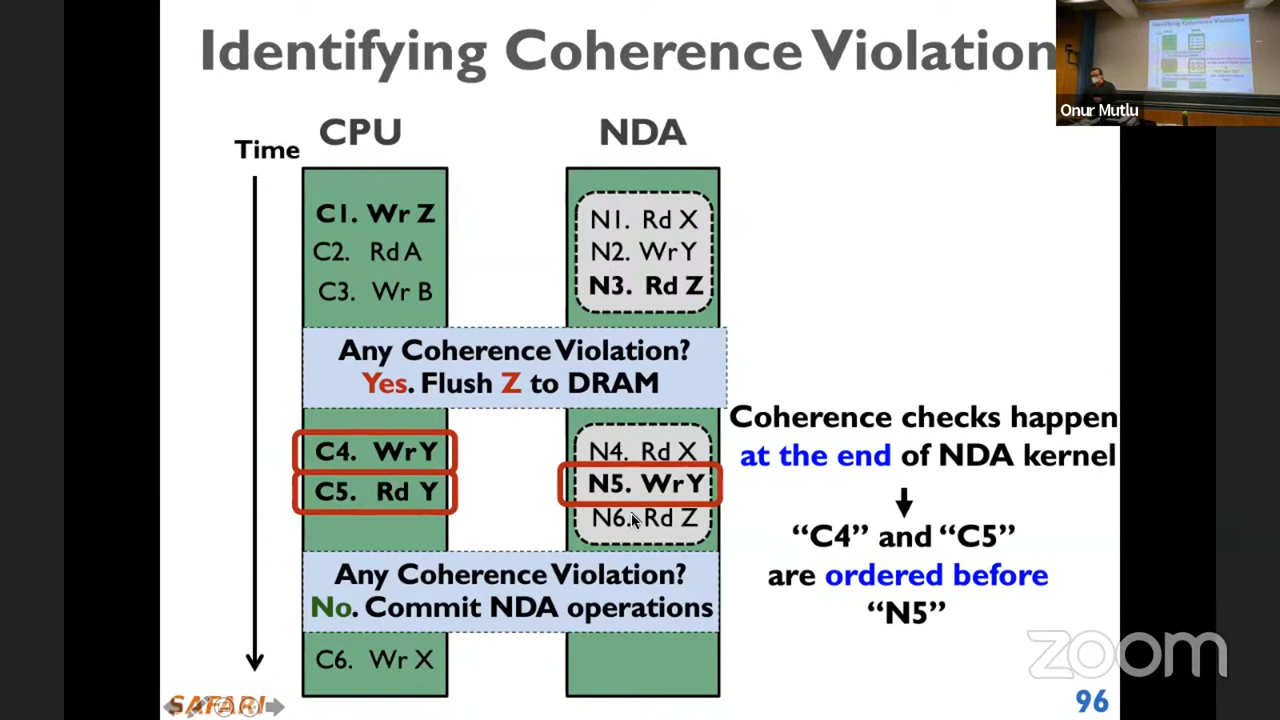 Identifying Coherence Violation
Onur Mutlu
CPU
NDA
Time
C1. Wr Z
C2. Rd A
C3. Wr B
N1. Rd X
N2. Wr Y
N3. Rd Z
Any Coherence Violation?
Yes. Flush Z to DRAM
C4. Wr Y
C5. Rd Y
N4. Rd X
N5. Wr Y
N6. Rd Z
Any Coherence Violation?
No. Commit NDA operations
C6. Wr X
Coherence checks happen
at the end of NDA kernel
“C4” and “C5”
are ordered before
“N5”
zoom
SAFARI
96